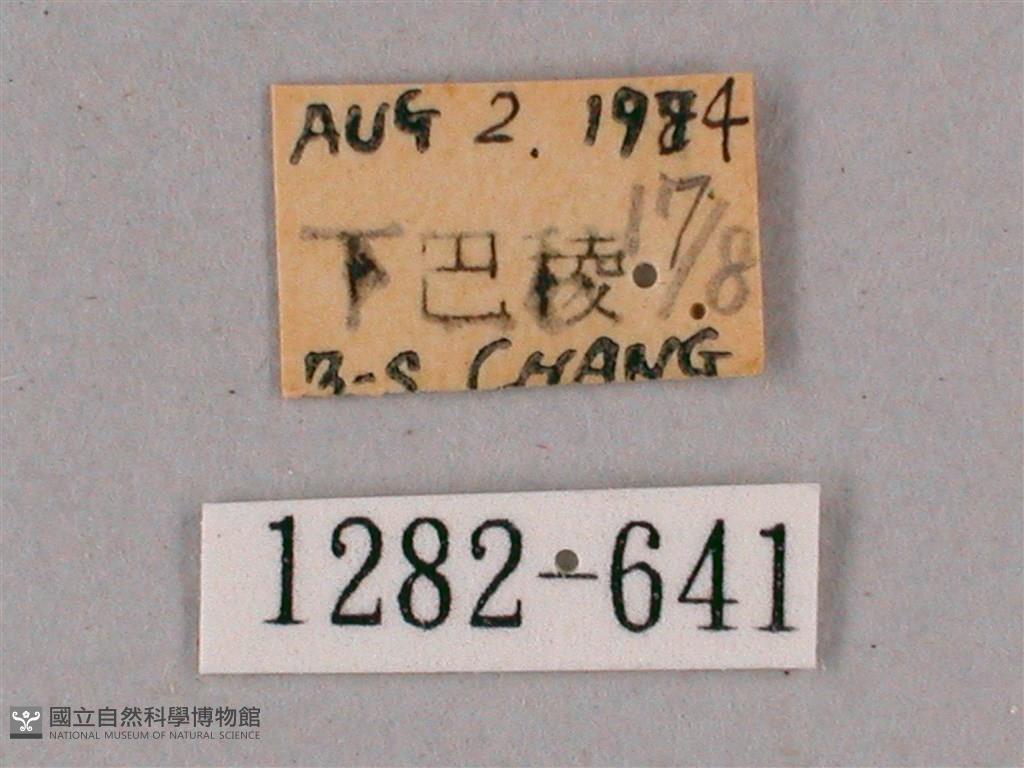 AUG 2. 1984
17/8
下巴稜
B-S CHANG
1282-641
國立自然科學博物館
NATIONAL MUSEUM OF NATURAL SCIENCE